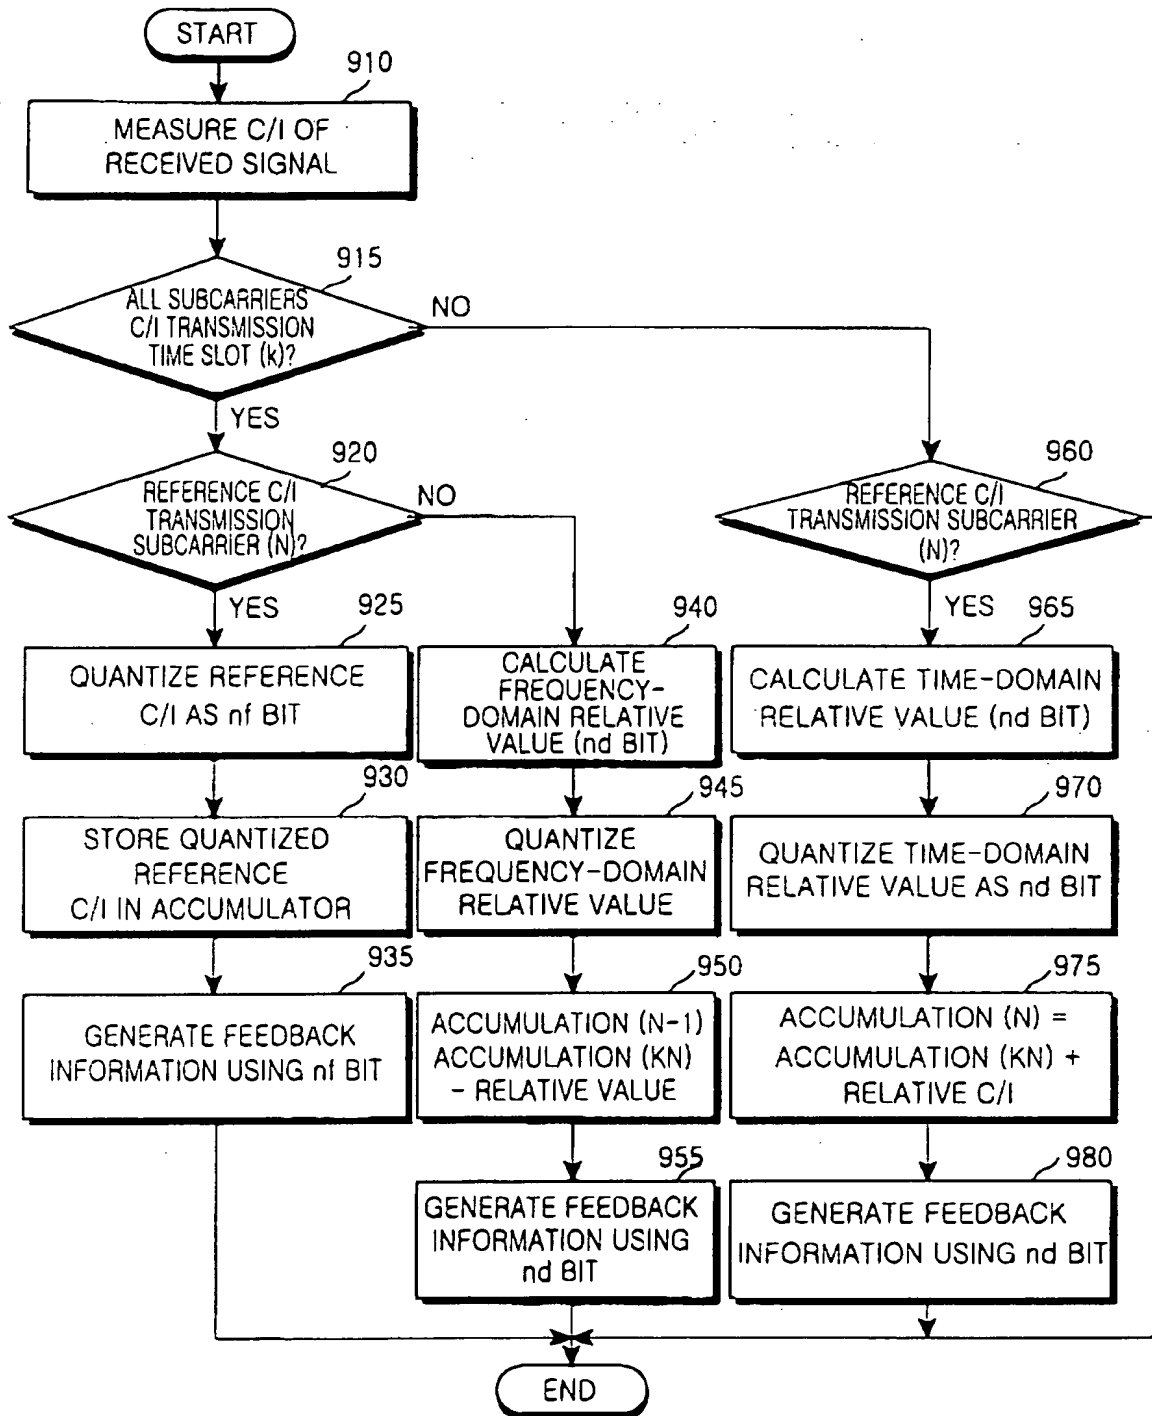 START
910
MEASURE C/I OF
RECEIVED SIGNAL
915
ALL SUBCARRIERS
C/I TRANSMISSION
TIME SLOT (k)?
NO
YES
920
REFERENCE C/I
TRANSMISSION
SUBCARRIER (N)?
NO
YES
960
REFERENCE C/I
TRANSMISSION SUBCARRIER
(N)?
YES
925
QUANTIZE REFERENCE
C/I AS nf BIT
930
STORE QUANTIZED
REFERENCE
C/I IN ACCUMULATOR
935
GENERATE FEEDBACK
INFORMATION USING nf BIT
940
CALCULATE
FREQUENCY-
DOMAIN RELATIVE
VALUE (nd BIT)
945
QUANTIZE
FREQUENCY-DOMAIN
RELATIVE VALUE
950
ACCUMULATION (N-1)
ACCUMULATION (KN)
- RELATIVE VALUE
955
GENERATE FEEDBACK
INFORMATION USING
nd BIT
965
CALCULATE TIME-DOMAIN
RELATIVE VALUE (nd BIT)
970
QUANTIZE TIME-DOMAIN
RELATIVE VALUE AS nd BIT
975
ACCUMULATION (N) =
ACCUMULATION (KN) +
RELATIVE C/I
980
GENERATE FEEDBACK
INFORMATION USING nd BIT
END